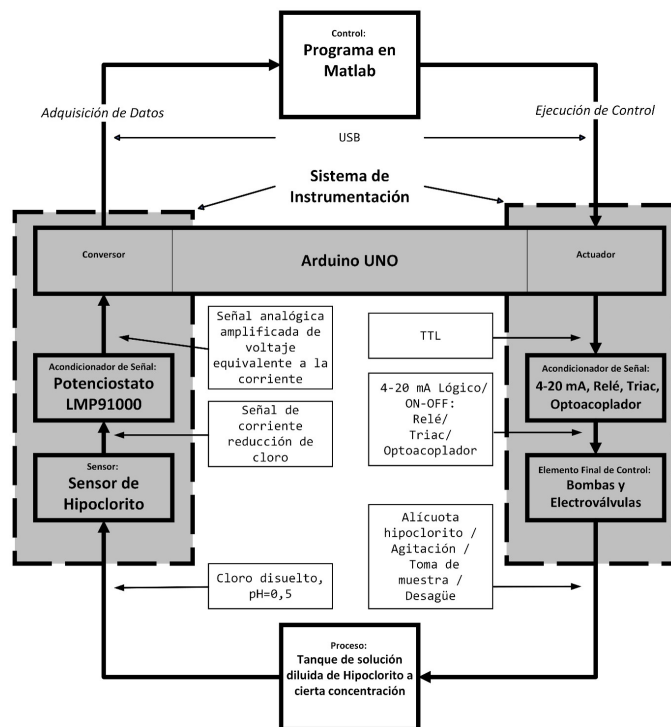 Control:
Programa en
Matlab
Adquisición de Datos
Ejecución de Control
USB
Sistema de
Instrumentación
Conversor
Arduino UNO
Actuador
Señal analógica
amplificada de
voltaje
equivalente a la
corriente
TTL
Acondicionador de Señal:
Potenciostato
LMP91000
Acondicionador de Señal:
4-20 mA, Relé, Triac,
Optoacoplador
4-20 mA Lógico/
ON-OFF:
Relé/
Triac/
Optoacoplador
Señal de
corriente
reducción de
cloro
Sensor:
Sensor de
Hipoclorito
Elemento Final de Control:
Bombas y
Electroválvulas
Alícuota
hipoclorito /
Agitación /
Toma de
muestra /
Desagüe
Cloro disuelto,
pH=0,5
Proceso:
Tanque de solución
diluida de Hipoclorito a
cierta concentración